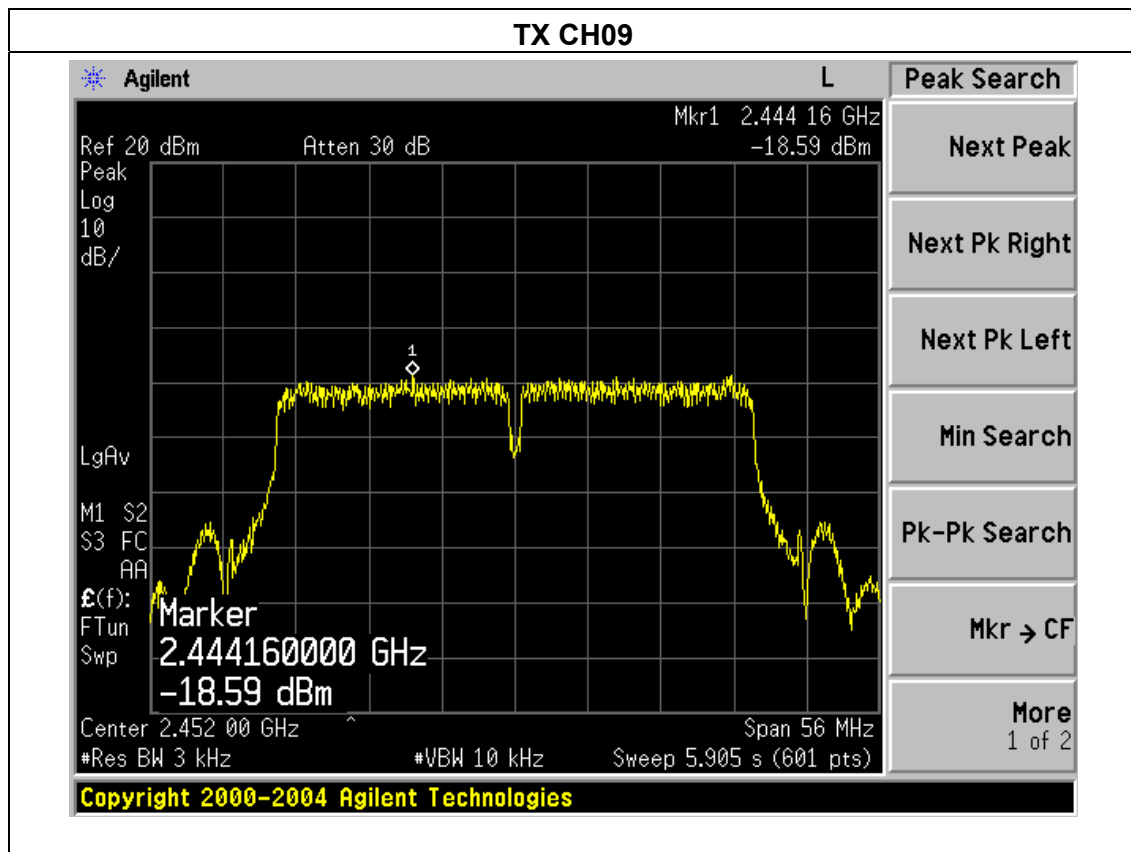 TX CH09
Agilent L Peak Search
Mkr1 2.444 16 GHz
Ref 20 dBm Atten 30 dB -18.59 dBm
Peak
Log
10
dB/
1
LgAv
M1 S2
S3 FC
AA
£(f):
FTun
Swp
Marker
2.444160000 GHz
-18.59 dBm
Center 2.452 00 GHz ^ Span 56 MHz
#Res BW 3 kHz #VBW 10 kHz Sweep 5.905 s (601 pts)
Copyright 2000-2004 Agilent Technologies
Next Peak
Next Pk Right
Next Pk Left
Min Search
Pk-Pk Search
Mkr → CF
More
1 of 2